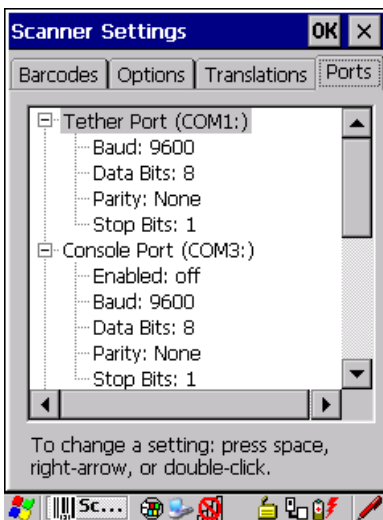 Scanner Settings OK ×
Barcodes Options Translations Ports
Tether Port (COM1:)
Baud: 9600
Data Bits: 8
Parity: None
Stop Bits: 1
Console Port (COM3:)
Enabled: off
Baud: 9600
Data Bits: 8
Parity: None
Stop Bits: 1
To change a setting: press space,
right-arrow, or double-click.
Sc...